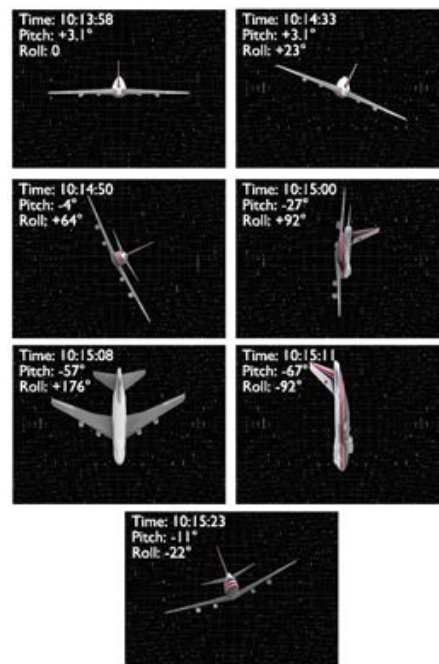 Time: 10:13:58
Pitch: +3.1°
Roll: 0
Time: 10:14:33
Pitch: +3.1°
Roll: +23°
Time: 10:14:50
Pitch: -4°
Roll: +64°
Time: 10:15:00
Pitch: -27°
Roll: +92°
Time: 10:15:08
Pitch: -57°
Roll: +176°
Time: 10:15:11
Pitch: -67°
Roll: -92°
Time: 10:15:23
Pitch: -11°
Roll: -22°